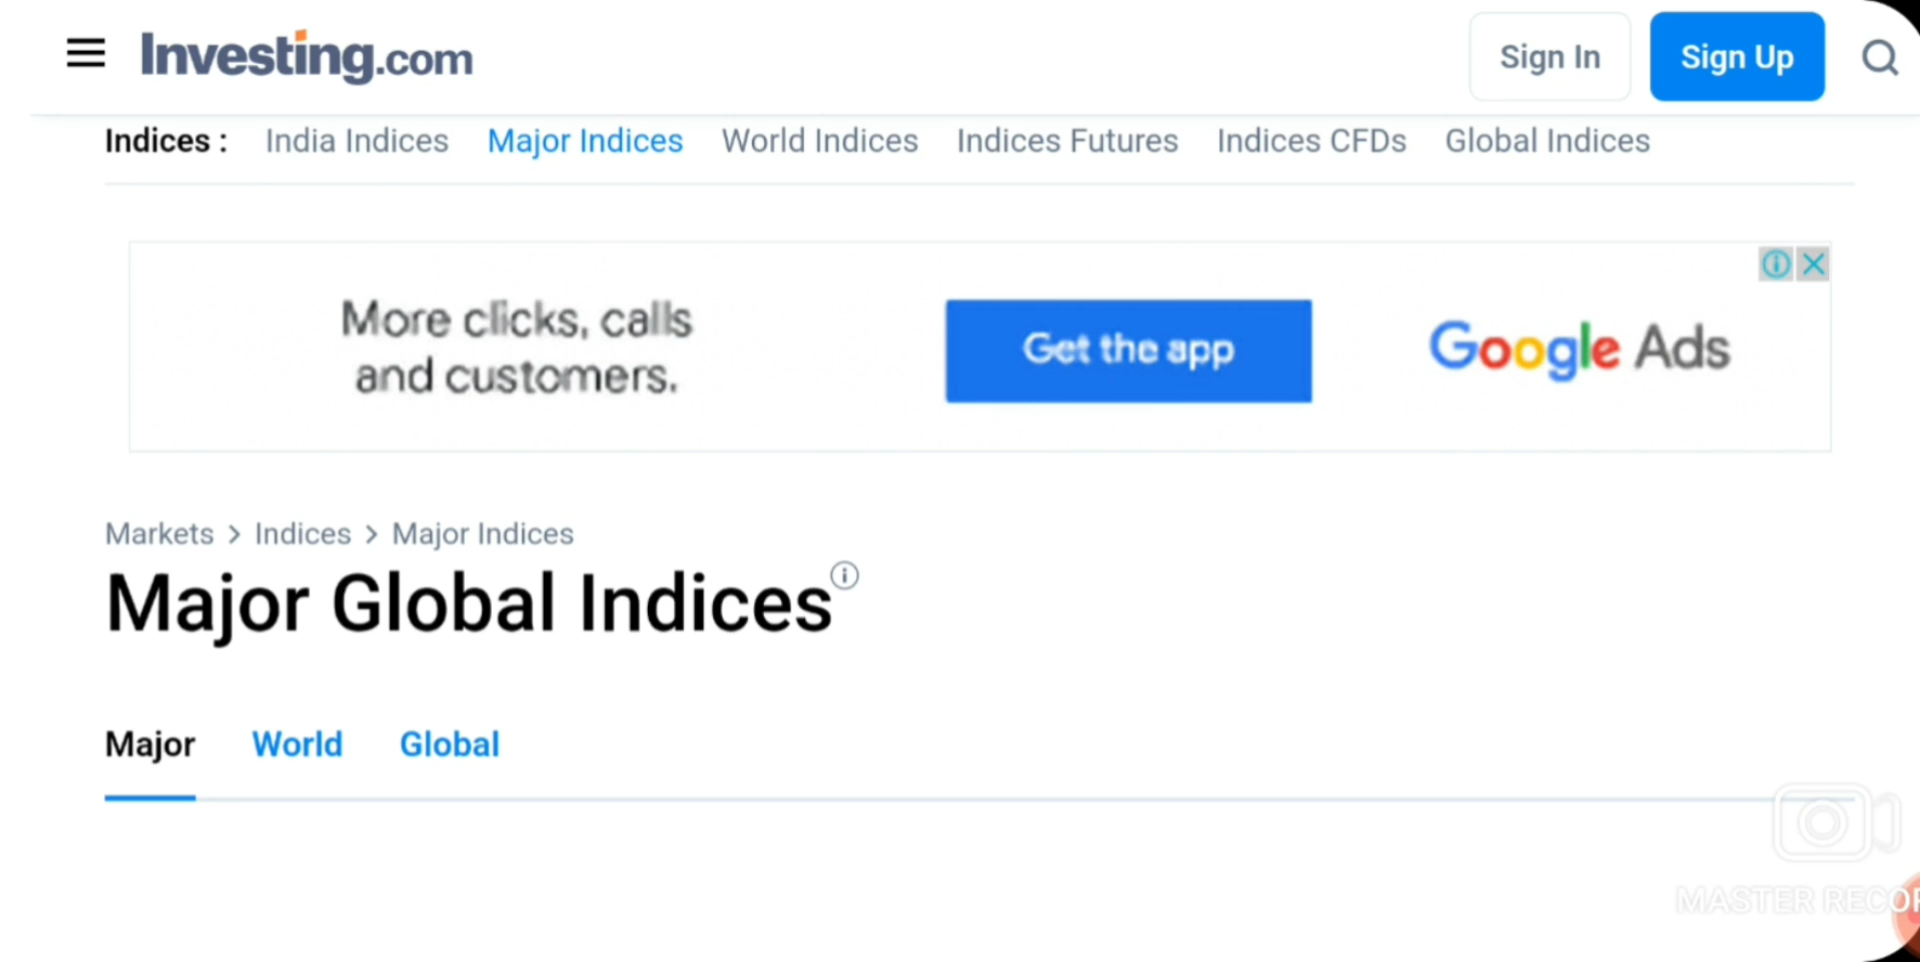 Investing.com
Sign In
Sign Up
Indices : India Indices Major Indices World Indices Indices Futures Indices CFDs Global Indices
More clicks, calls
and customers.
Get the app
Google Ads
Markets > Indices > Major Indices
Major Global Indices
Major World Global
MASTER